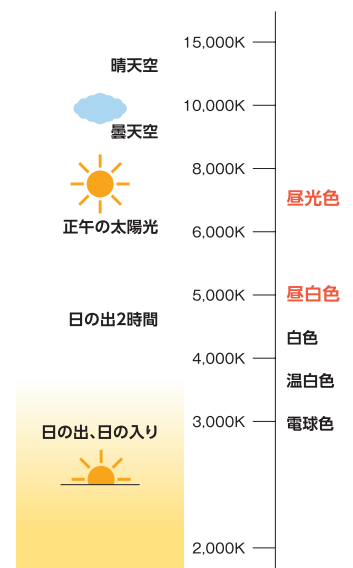 15,000K
晴天空
10,000K
曇天空
8,000K
昼光色
正午の太陽光
6,000K
5,000K
昼白色
日の出2時間
白色
4,000K
温白色
3,000K
電球色
日の出、日の入り
2,000K